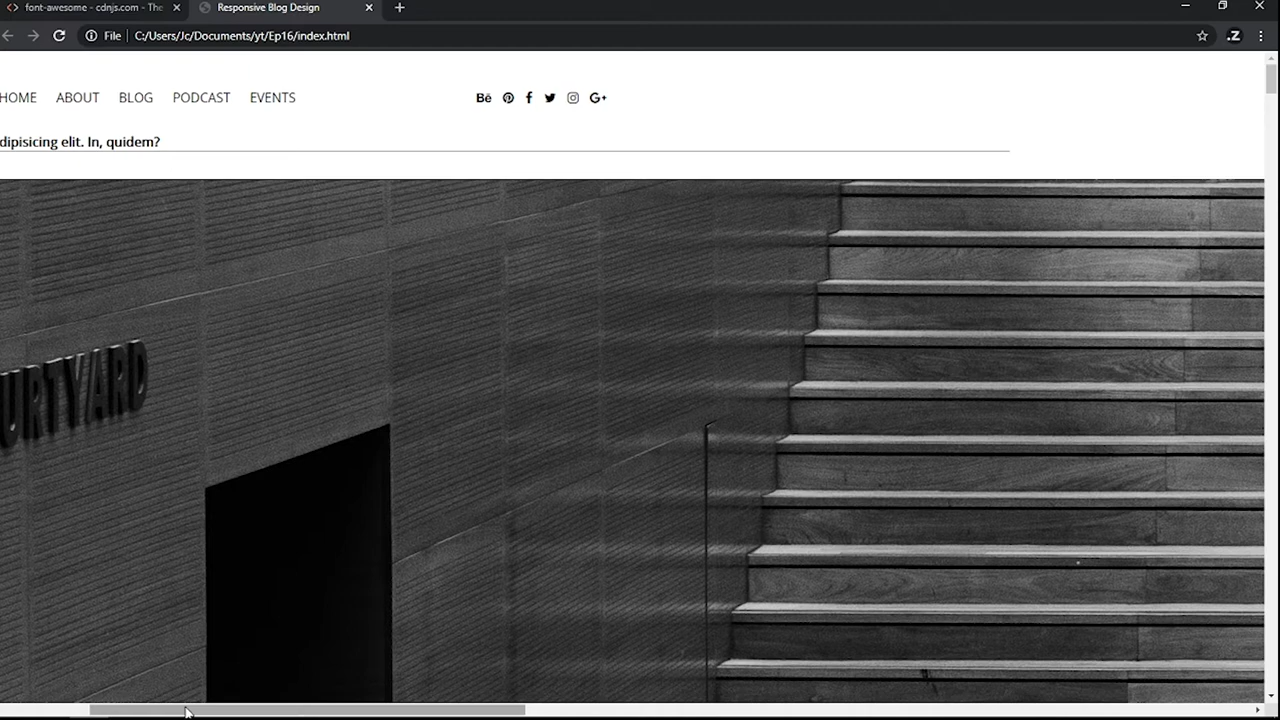 font-awesome - cdnjs.com - The
Responsive Blog Design
File
C:/Users/Jc/Documents/yt/Ep16/index.html
.Z
HOME ABOUT BLOG PODCAST EVENTS
Bē G+
dipisicing elit. In, quidem?
URTYARD